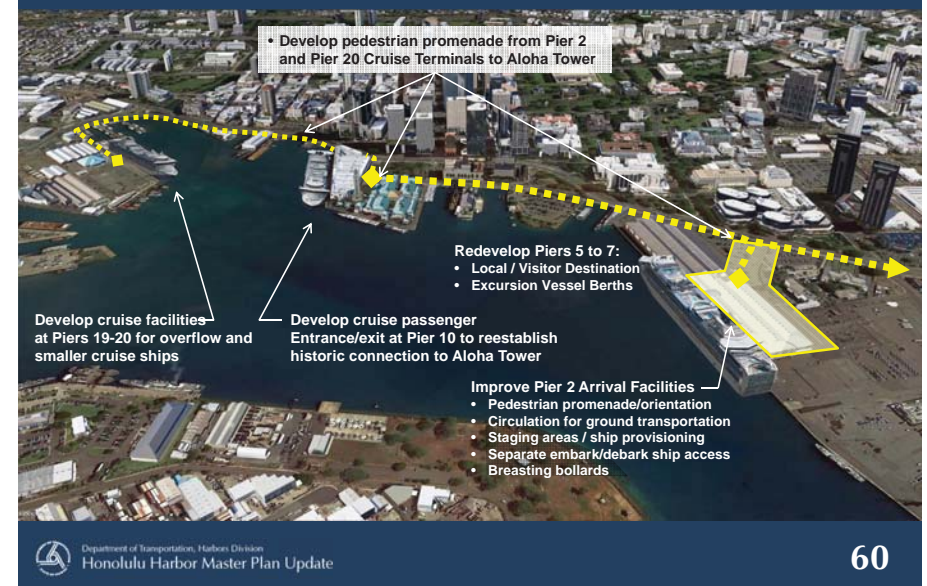 • Develop pedestrian promenade from Pier 2
and Pier 20 Cruise Terminals to Aloha Tower
Redevelop Piers 5 to 7:
• Local / Visitor Destination
• Excursion Vessel Berths
Develop cruise facilities
at Piers 19-20 for overflow and
smaller cruise ships
Develop cruise passenger
Entrance/exit at Pier 10 to reestablish
historic connection to Aloha Tower
Improve Pier 2 Arrival Facilities
• Pedestrian promenade/orientation
• Circulation for ground transportation
• Staging areas / ship provisioning
• Separate embark/debark ship access
• Breasting bollards
Department of Transportation, Harbors Division
Honolulu Harbor Master Plan Update
60